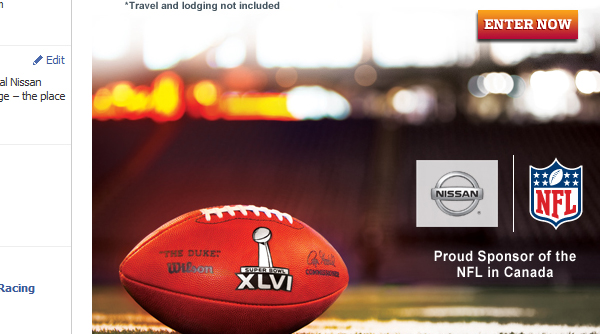 *Travel and lodging not included
ENTER NOW
Edit
al Nissan
ge – the place
NISSAN
NFL
Proud Sponsor of the
NFL in Canada
"THE DUKE"
Wilson
SUPER BOWL
XLVI
COMMISSIONER
Racing